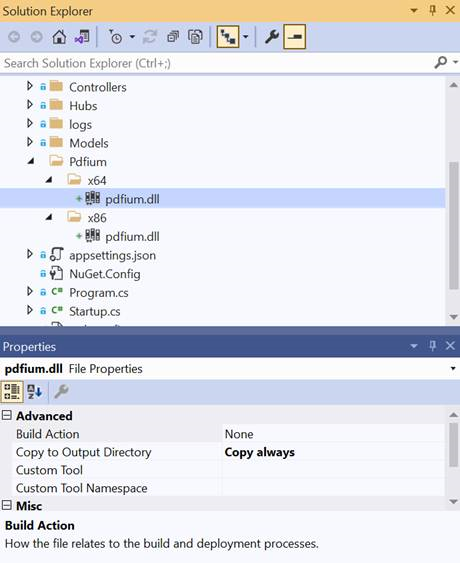 Solution Explorer
Search Solution Explorer (Ctrl+;)
Controllers
Hubs
logs
Models
Pdfium
x64
pdfium.dll
x86
pdfium.dll
appsettings.json
NuGet.Config
C# Program.cs
C# Startup.cs
Properties
pdfium.dll File Properties
Advanced
Build Action None
Copy to Output Directory Copy always
Custom Tool
Custom Tool Namespace
Misc
Build Action
How the file relates to the build and deployment processes.